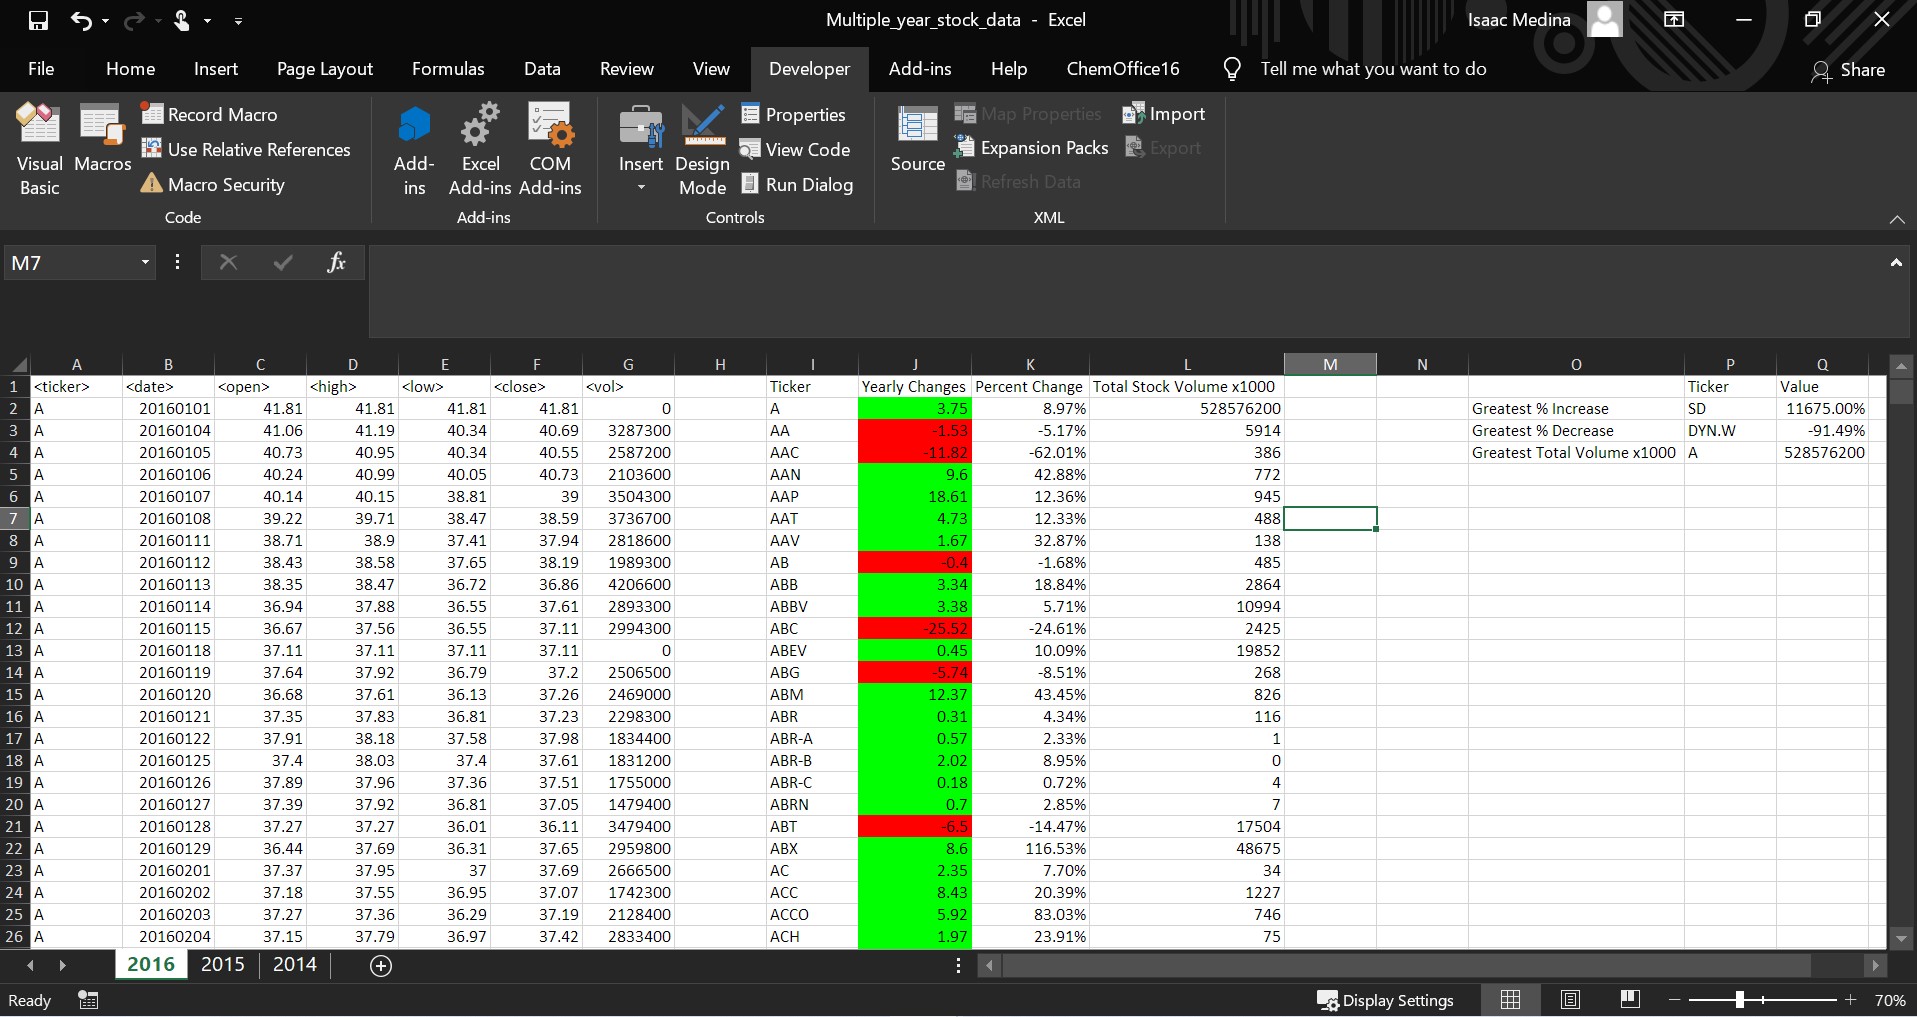 Multiple_year_stock_data - Excel
Isaac Medina
File Home Insert Page Layout Formulas Data Review View Developer Add-ins Help ChemOffice16 Tell me what you want to do Share
Visual Basic
Macros
Record Macro
Use Relative References
Macro Security
Code
Add-ins
Excel Add-ins
COM Add-ins
Add-ins
Insert
Design Mode
Properties
View Code
Run Dialog
Controls
Source
Map Properties
Expansion Packs
Refresh Data
Import
Export
XML
M7 fx
A B C D E F G H I J K L M N O P Q
1 <ticker> <date> <open> <high> <low> <close> <vol> Ticker Yearly Changes Percent Change Total Stock Volume x1000 Ticker Value
2 A 20160101 41.81 41.81 41.81 41.81 0 A 3.75 8.97% 528576200 Greatest % Increase SD 11675.00%
3 A 20160104 41.06 41.19 40.34 40.69 3287300 AA -1.53 -5.17% 5914 Greatest % Decrease DYN.W -91.49%
4 A 20160105 40.73 40.95 40.34 40.55 2587200 AAC -11.82 -62.01% 386 Greatest Total Volume x1000 A 528576200
5 A 20160106 40.24 40.99 40.05 40.73 2103600 AAN 9.6 42.88% 772
6 A 20160107 40.14 40.15 38.81 39 3504300 AAP 18.61 12.36% 945
7 A 20160108 39.22 39.71 38.47 38.59 3736700 AAT 4.73 12.33% 488
8 A 20160111 38.71 38.9 37.41 37.94 2818600 AAV 1.67 32.87% 138
9 A 20160112 38.43 38.58 37.65 38.19 1989300 AB -0.4 -1.68% 485
10 A 20160113 38.35 38.47 36.72 36.86 4206600 ABB 3.34 18.84% 2864
11 A 20160114 36.94 37.88 36.55 37.61 2893300 ABBV 3.38 5.71% 10994
12 A 20160115 36.67 37.56 36.55 37.11 2994300 ABC -25.52 -24.61% 2425
13 A 20160118 37.11 37.11 37.11 37.11 0 ABEV 0.45 10.09% 19852
14 A 20160119 37.64 37.92 36.79 37.2 2506500 ABG -5.74 -8.51% 268
15 A 20160120 36.68 37.61 36.13 37.26 2469000 ABM 12.37 43.45% 826
16 A 20160121 37.35 37.83 36.81 37.23 2298300 ABR 0.31 4.34% 116
17 A 20160122 37.91 38.18 37.58 37.98 1834400 ABR-A 0.57 2.33% 1
18 A 20160125 37.4 38.03 37.4 37.61 1831200 ABR-B 2.02 8.95% 0
19 A 20160126 37.89 37.96 37.36 37.51 1755000 ABR-C 0.18 0.72% 4
20 A 20160127 37.39 37.92 36.81 37.05 1479400 ABRN 0.7 2.85% 7
21 A 20160128 37.27 37.27 36.01 36.11 3479400 ABT -6.5 -14.47% 17504
22 A 20160129 36.44 37.69 36.31 37.65 2959800 ABX 8.6 116.53% 48675
23 A 20160201 37.37 37.95 37 37.69 2666500 AC 2.35 7.70% 34
24 A 20160202 37.18 37.55 36.95 37.07 1742300 ACC 8.43 20.39% 1227
25 A 20160203 37.27 37.36 36.29 37.19 2128400 ACCO 5.92 83.03% 746
26 A 20160204 37.15 37.79 36.97 37.42 2833400 ACH 1.97 23.91% 75
2016 2015 2014
Ready Display Settings 70%